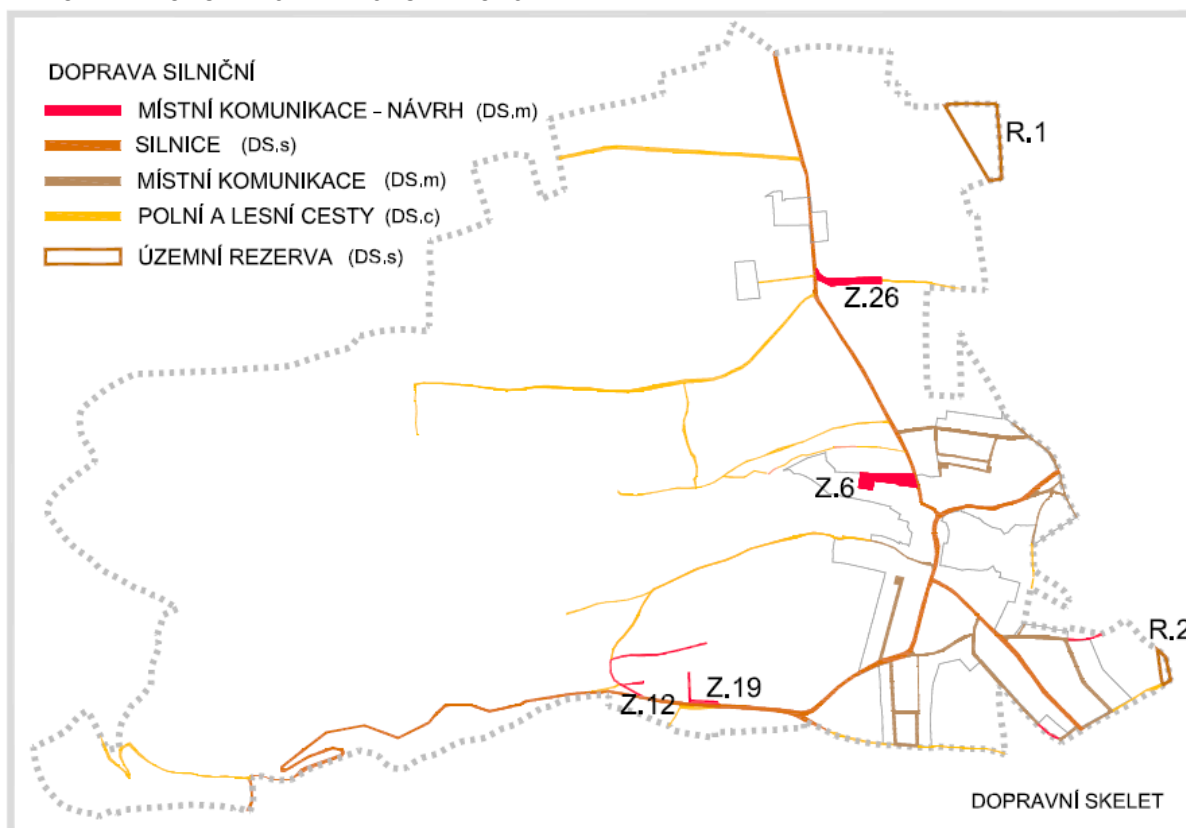 DOPRAVA SILNIČNÍ
MÍSTNÍ KOMUNIKACE – NÁVRH (DS,m)
SILNICE (DS,s)
MÍSTNÍ KOMUNIKACE (DS,m)
POLNÍ A LESNÍ CESTY (DS,c)
ÚZEMNÍ REZERVA (DS,s)
R.1
Z.26
Z.6
R.2
Z.12
Z.19
DOPRAVNÍ SKELET